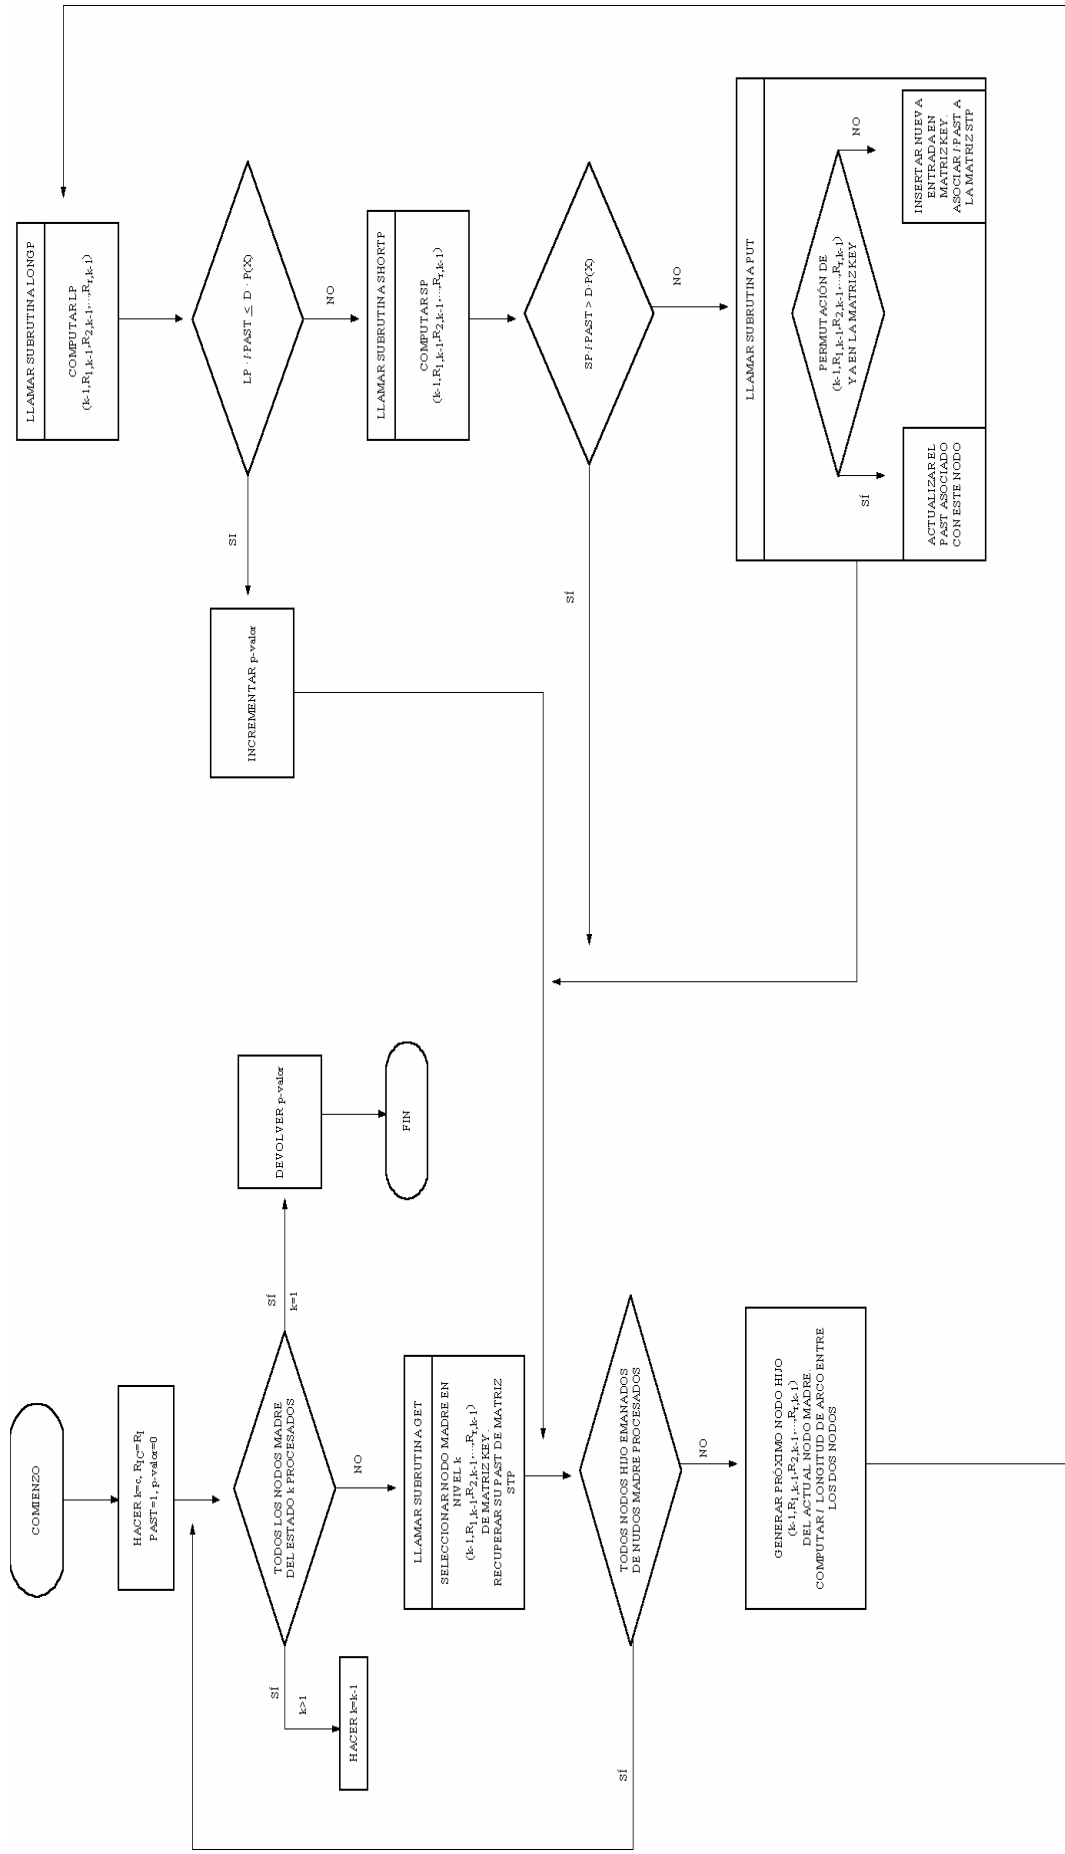 COMIENZO
HACER k=c, R_IC=R_I
PAST=1, p-valor=0
TODOS LOS NODOS MADRE
DEL ESTADO k PROCESADOS
SÍ
k>1
HACER k=k-1
SÍ
k=1
DEVOLVER p-valor
FIN
NO
LLAMAR SUBRUTINA GET
SELECCIONAR NODO MADRE EN
NIVEL k
(k-1,R1,k-1,R2,k-1,...,Rr,k-1)
DE MATRIZ KEY.
RECUPERAR SU PAST DE MATRIZ
STP
TODOS NODOS HIJO EMANADOS
DE NUDOS MADRE PROCESADOS
SÍ
NO
GENERAR PRÓXIMO NODO HIJO
(k-1,R1,k-1,R2,k-1,...,Rr,k-1)
DEL ACTUAL NODO MADRE.
COMPUTAR l LONGITUD DE ARCO ENTRE
LOS DOS NODOS
LLAMAR SUBRUTINA LONGP
COMPUTAR LP
(k-1,R1,k-1,R2,k-1,...,Rr,k-1)
LP · l PAST ≤ D · P(X)
SI
INCREMENTAR p-valor
NO
LLAMAR SUBRUTINA SHORTP
COMPUTAR SP
(k-1,R1,k-1,R2,k-1,...,Rr,k-1)
SP l PAST > D·P(X)
SÍ
NO
LLAMAR SUBRUTINA PUT
PERMUTACIÓN DE
(k-1,R1,k-1,R2,k-1,...,Rr,k-1)
YA EN LA MATRIZ KEY
SÍ
ACTUALIZAR EL
PAST ASOCIADO
CON ESTE NODO
NO
INSERTAR NUEVA
ENTRADA EN
MATRIZ KEY.
ASOCIAR l PAST A
LA MATRIZ STP